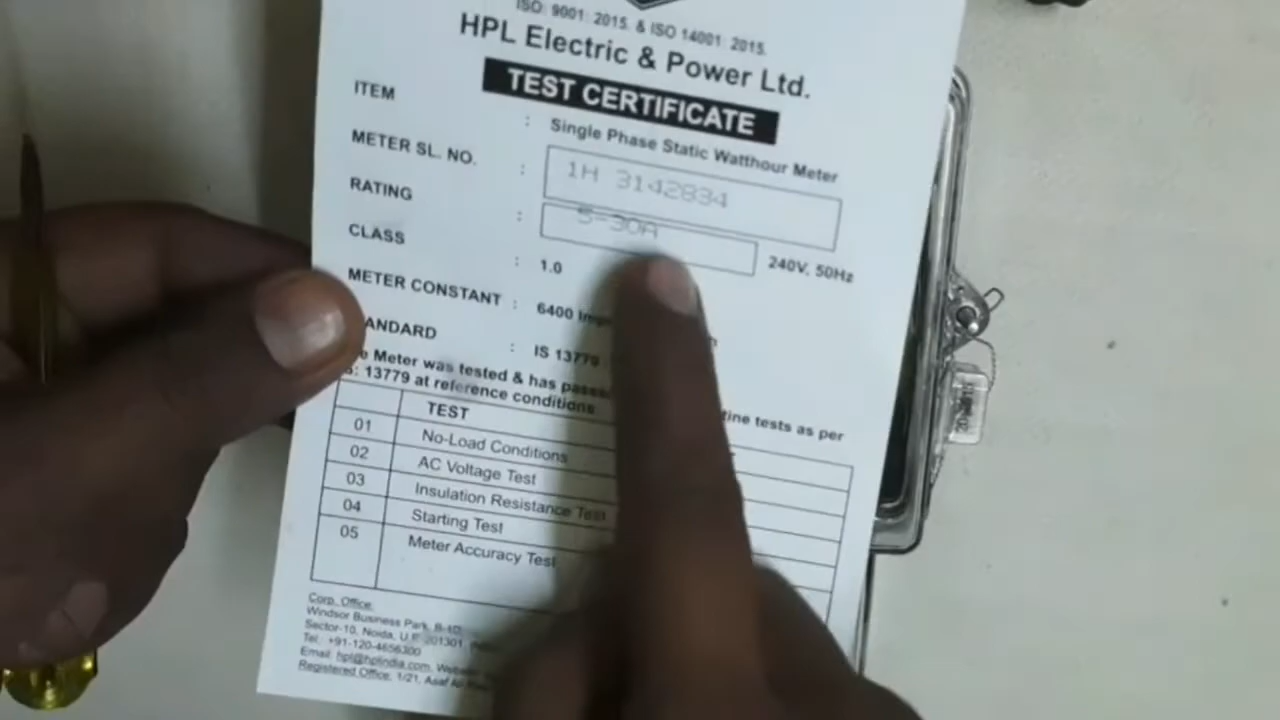 ISO: 9001: 2015. & ISO 14001: 2015.
HPL Electric & Power Ltd.
TEST CERTIFICATE
ITEM : Single Phase Static Watthour Meter
METER SL. NO. : 1H 3142834
RATING : 5-30A 240V, 50Hz
CLASS : 1.0
METER CONSTANT : 6400
ANDARD : IS 13779
Meter was tested & has
13779 at reference conditions
tine tests as per
TEST
01 No-Load Conditions
02 AC Voltage Test
03 Insulation Resistance Test
04 Starting Test
05 Meter Accuracy Test
Corp. Office:
Windsor Business Park, B-1D,
Sector-10, Noida, U.P. 201301
Tel.: +91-120-4656300
Email: hpl@hplindia.com,
Registered Office: 1/21, Asaf